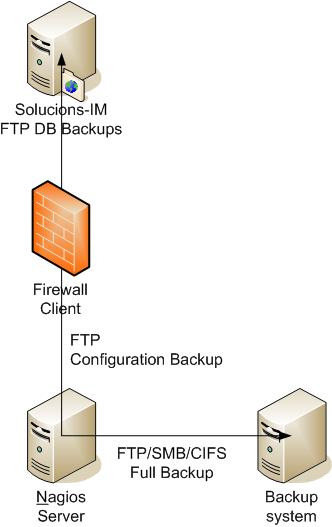 Solucions-IM
FTP DB Backups
Firewall
Client
FTP
Configuration Backup
FTP/SMB/CIFS
Full Backup
Nagios
Server
Backup
system